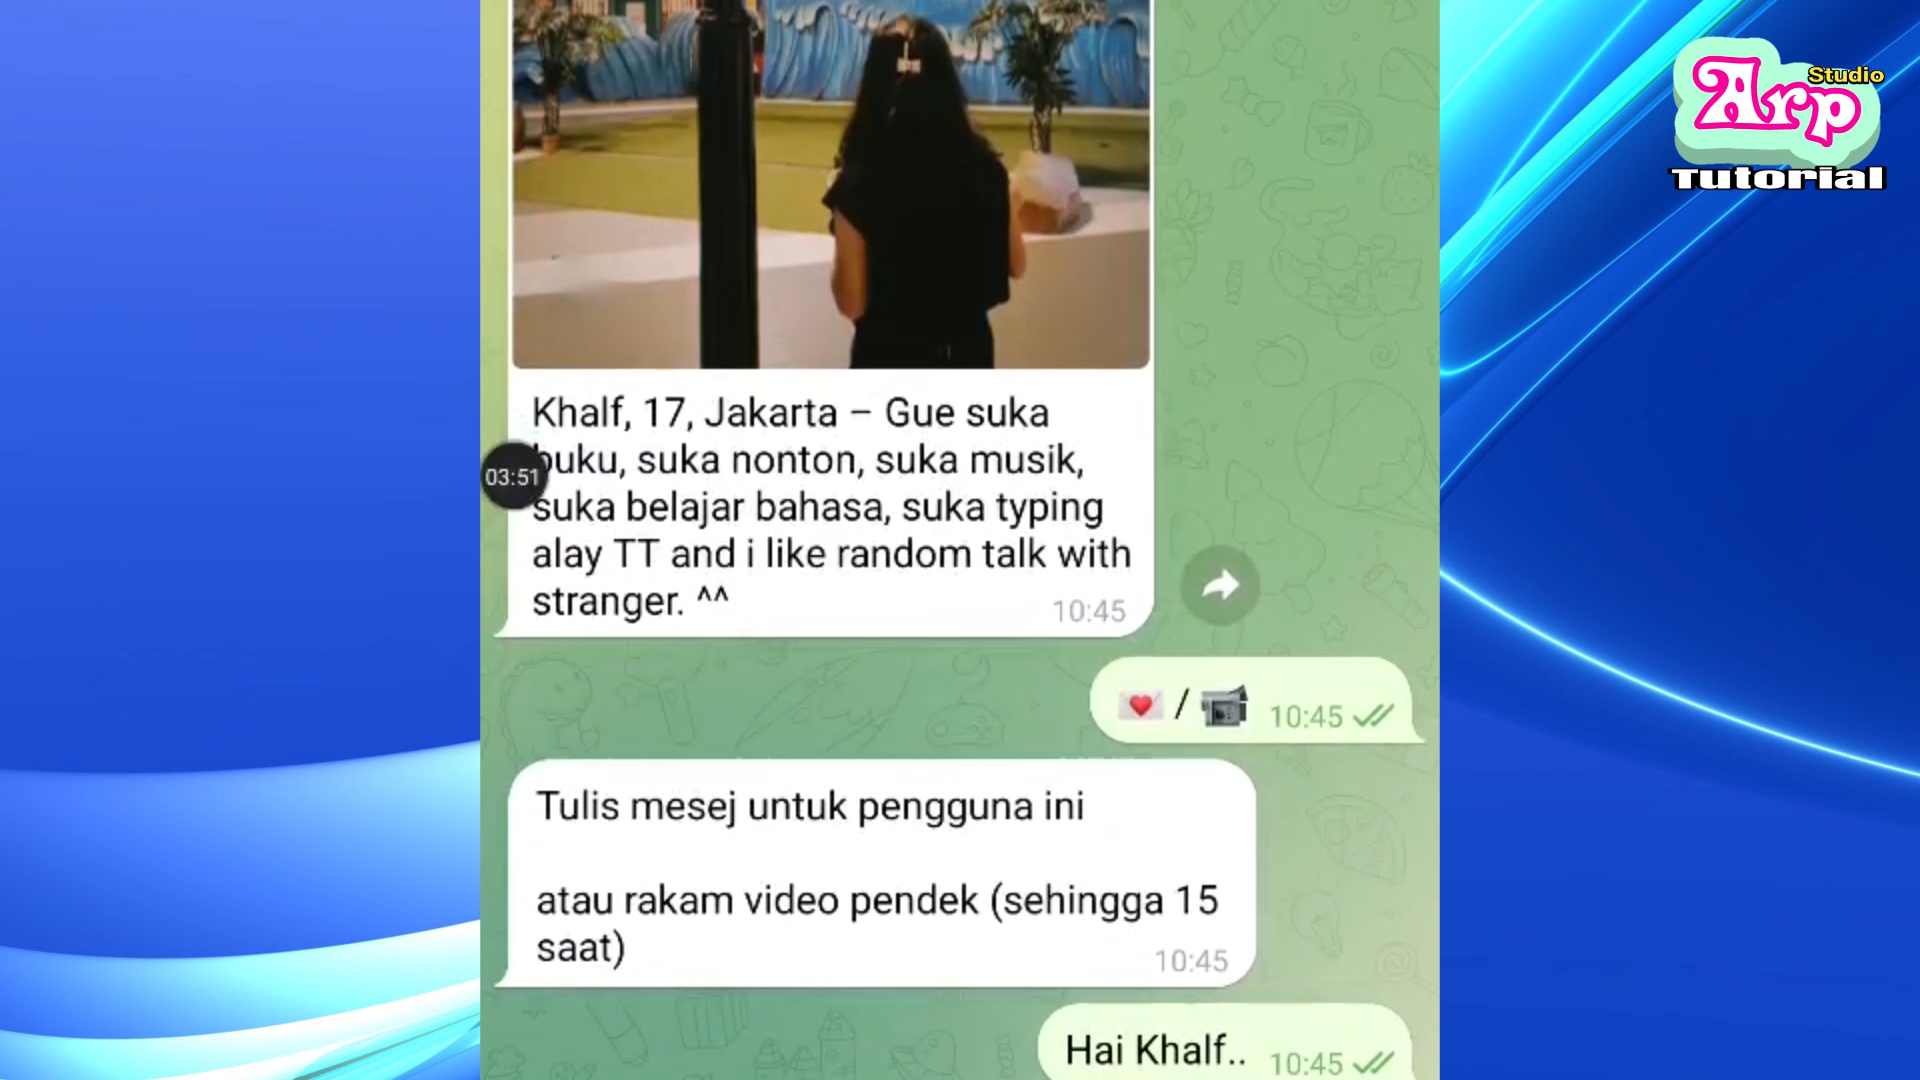 Studio
Arp
Tutorial
Khalf, 17, Jakarta – Gue suka
buku, suka nonton, suka musik,
03:51
suka belajar bahasa, suka typing
alay TT and i like random talk with
stranger. ^^
10:45
💌 / 📹 10:45
Tulis mesej untuk pengguna ini
atau rakam video pendek (sehingga 15
saat)
10:45
Hai Khalf.. 10:45